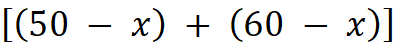 [(50 − x) + (60 − x)]